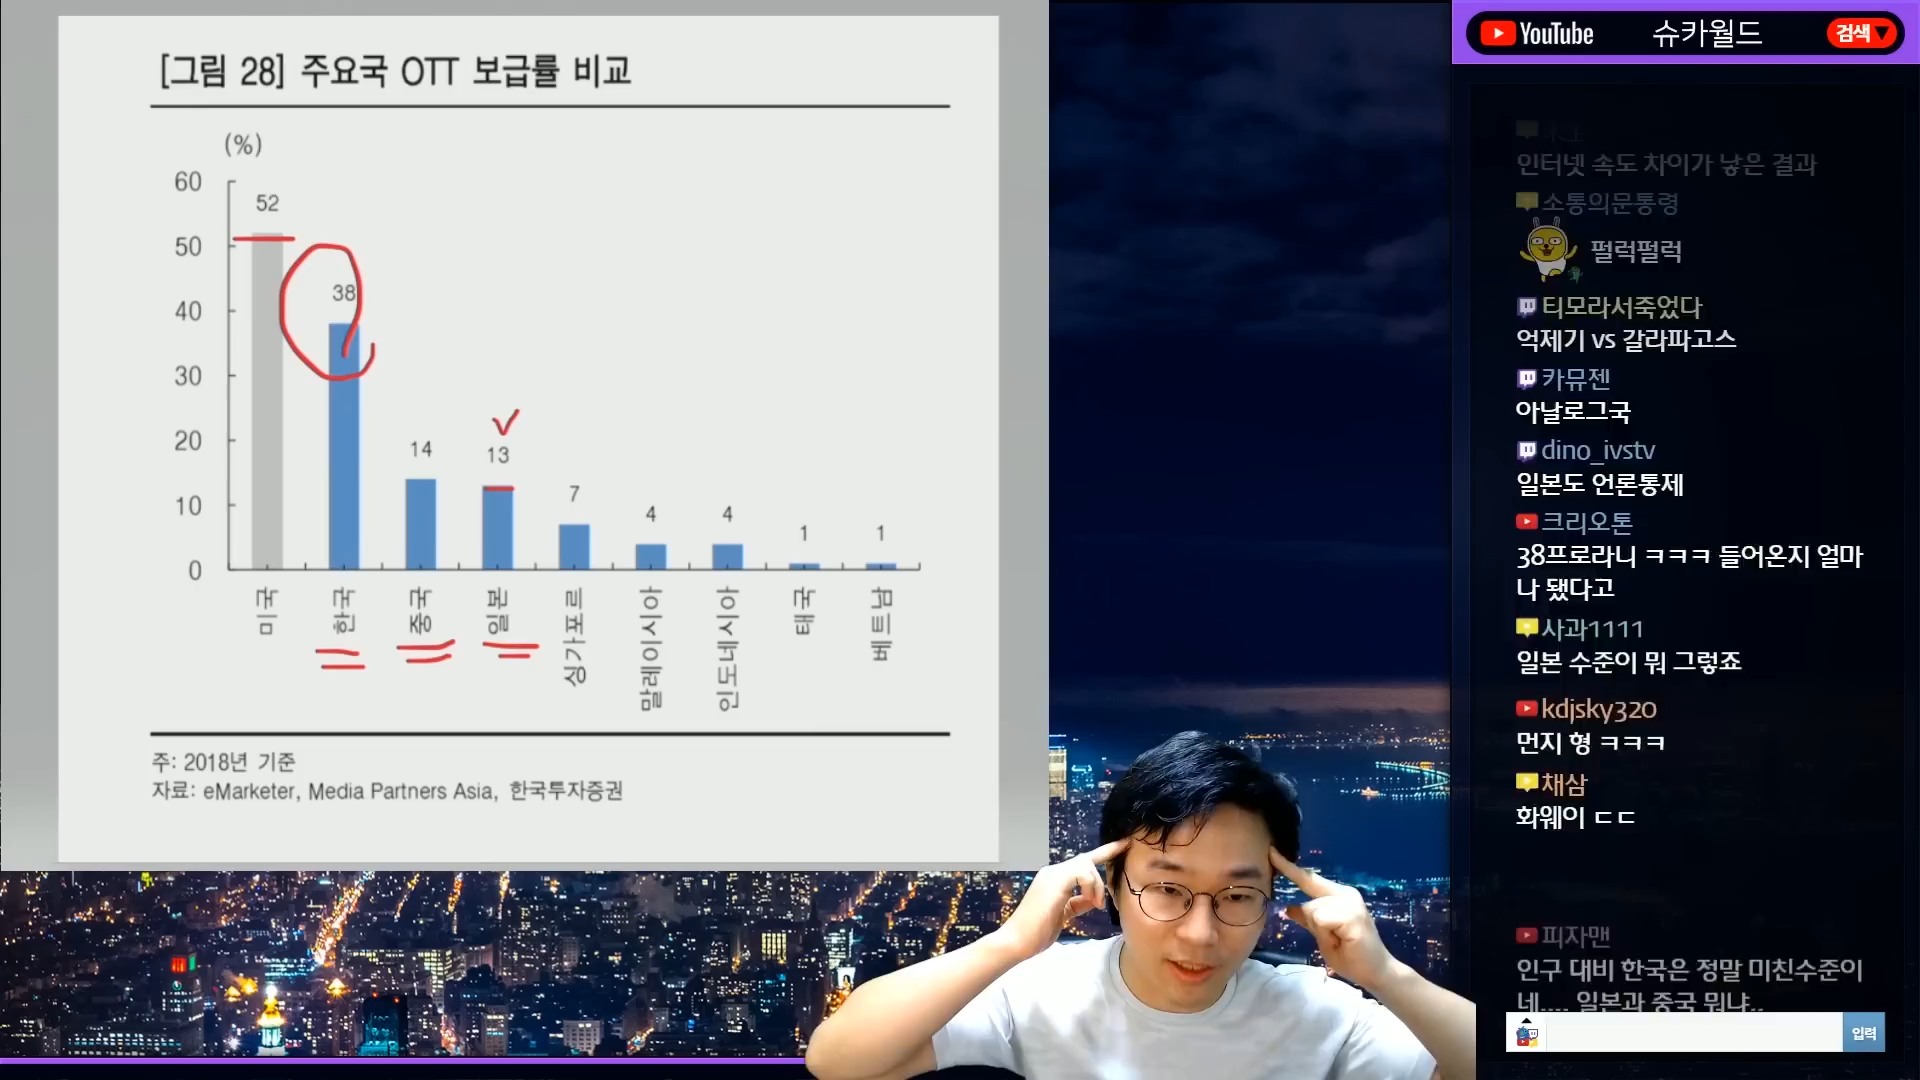 [그림 28] 주요국 OTT 보급률 비교
(%)
60
50
40
30
20
10
0
52
38
14
13
7
4
4
1
1
미국
한국
중국
일본
싱가포르
말레이시아
인도네시아
태국
베트남
주: 2018년 기준
자료: eMarketer, Media Partners Asia, 한국투자증권
YouTube 슈카월드 검색
인터넷 속도 차이가 낳은 결과
소통의문통령
펄럭펄럭
티모라서죽었다
억제기 vs 갈라파고스
카뮤젠
아날로그국
dino_ivstv
일본도 언론통제
크리오톤
38프로라니 ㅋㅋㅋ 들어온지 얼마
나 됐다고
사과1111
일본 수준이 뭐 그렇죠
kdjsky320
먼지 형 ㅋㅋㅋ
채삼
화웨이 ㄷㄷ
피자맨
인구 대비 한국은 정말 미친수준이
네.... 일본과 중국 뭐냐..
입력